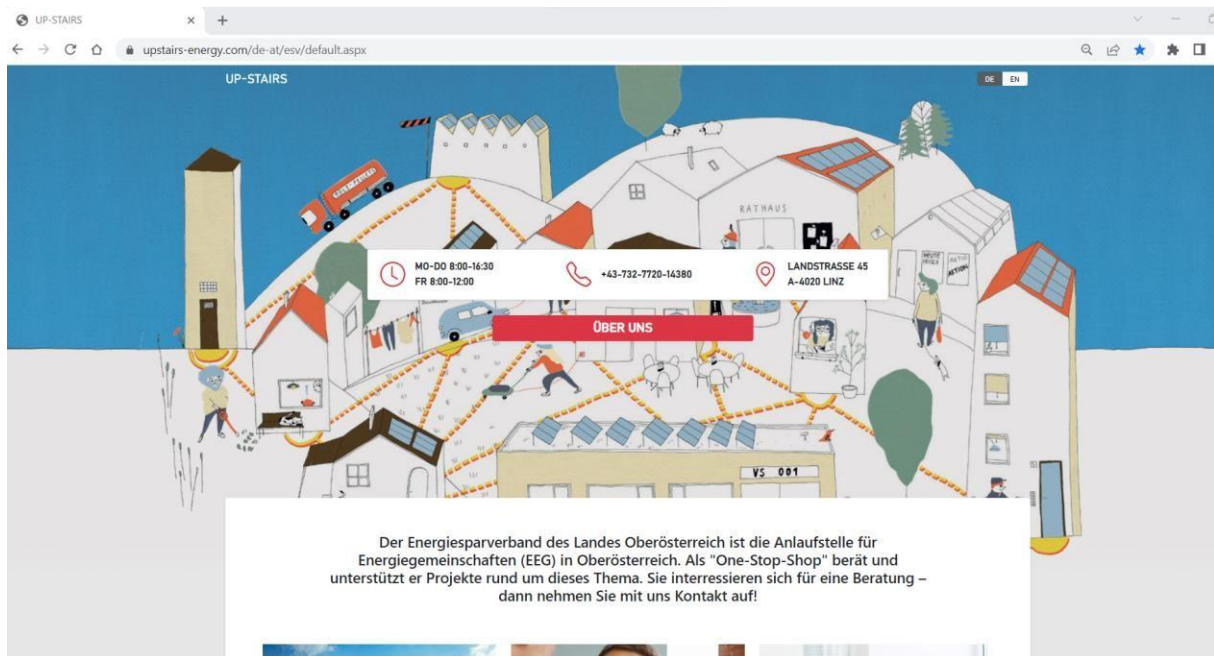 UP-STAIRS
upstairs-energy.com/de-at/esv/default.aspx
UP-STAIRS
DE EN
HOLZ PELLETS
RATHAUS
HEUTE
AKTION
MO-DO 8:00-16:30
FR 8:00-12:00
+43-732-7720-14380
LANDSTRASSE 45
A-4020 LINZ
ÜBER UNS
VS 001
Der Energiesparverband des Landes Oberösterreich ist die Anlaufstelle für
Energiegemeinschaften (EEG) in Oberösterreich. Als "One-Stop-Shop" berät und
unterstützt er Projekte rund um dieses Thema. Sie interressieren sich für eine Beratung –
dann nehmen Sie mit uns Kontakt auf!